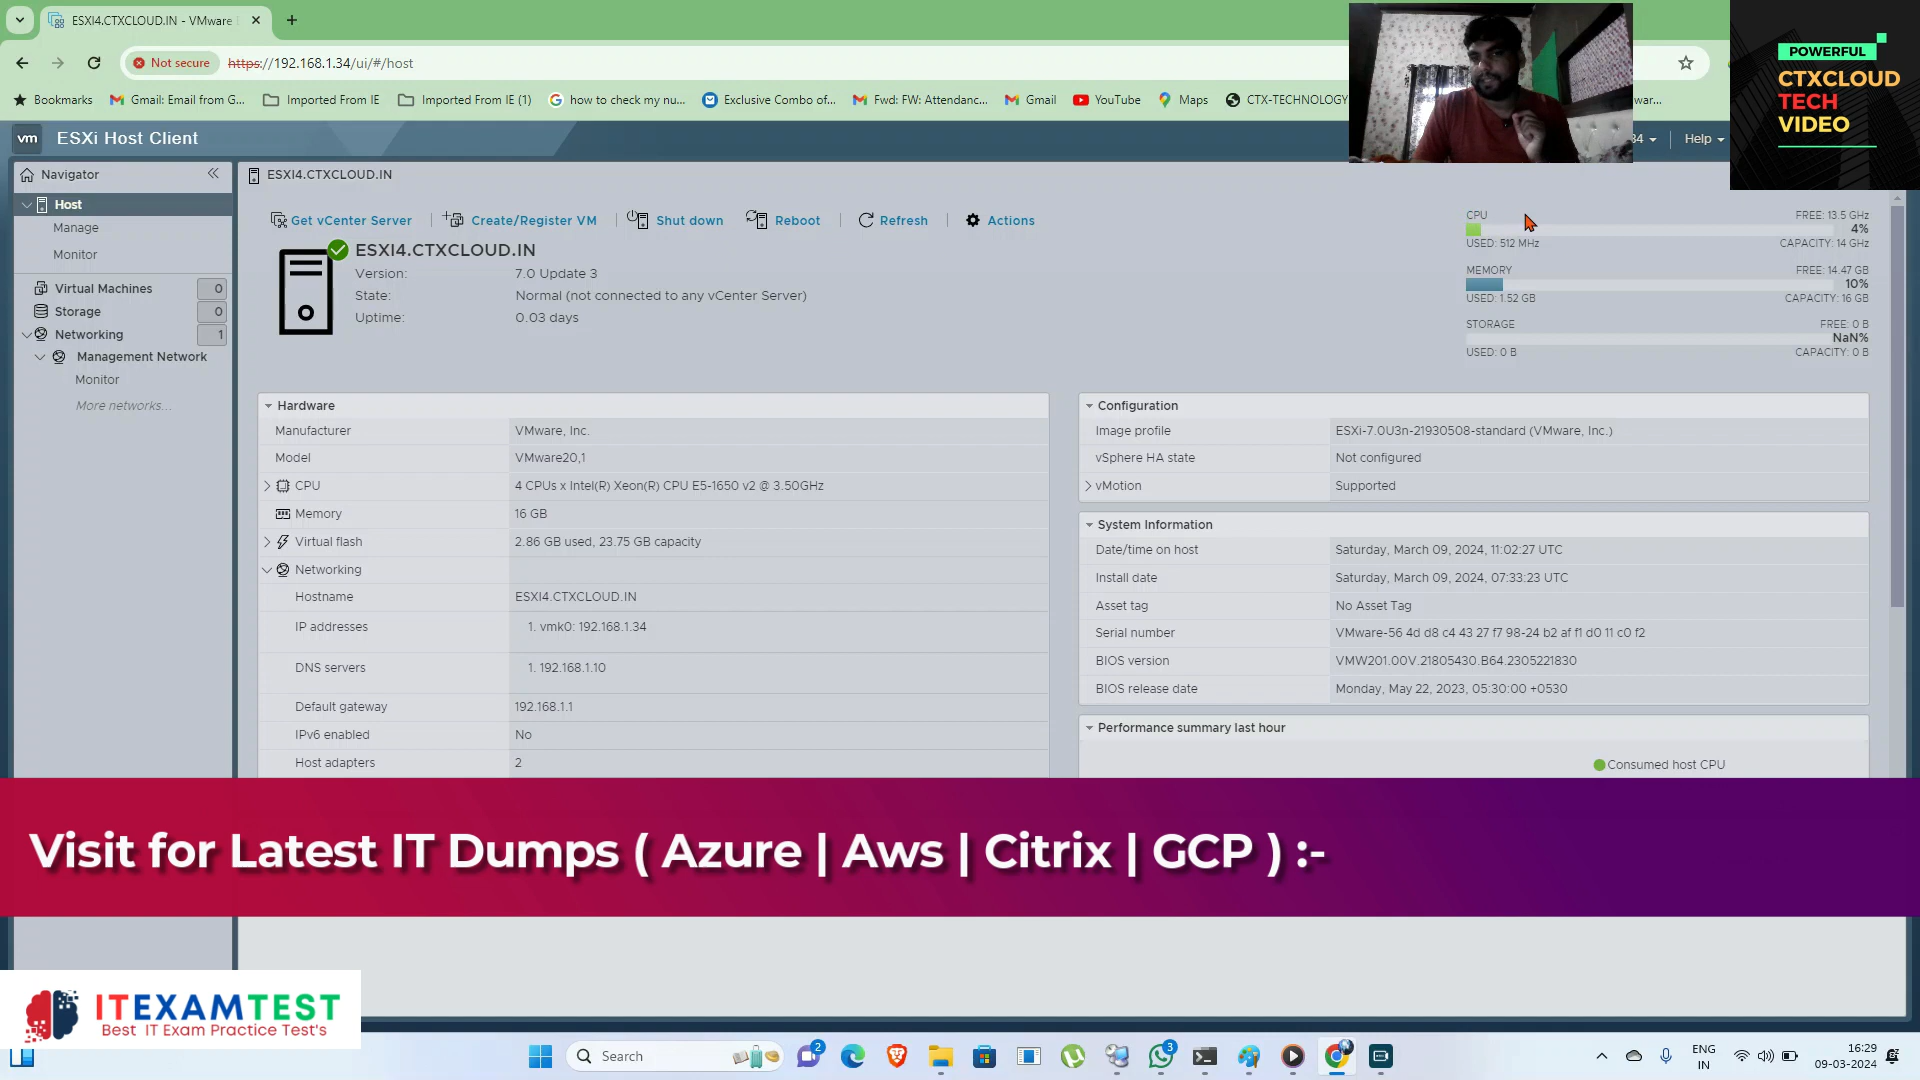 ESXI4.CTXCLOUD.IN - VMware
Not secure https://192.168.1.34/ui/#/host
Bookmarks Gmail: Email from G... Imported From IE Imported From IE (1) how to check my nu... Exclusive Combo of... Fwd: FW: Attendanc... Gmail YouTube Maps CTX-TECHNOLOGY war...
POWERFUL
CTXCLOUD
TECH
VIDEO
vm ESXi Host Client
34 Help
Navigator
Host
Manage
Monitor
Virtual Machines 0
Storage 0
Networking 1
Management Network
Monitor
More networks...
ESXI4.CTXCLOUD.IN
Get vCenter Server Create/Register VM Shut down Reboot Refresh Actions
ESXI4.CTXCLOUD.IN
Version: 7.0 Update 3
State: Normal (not connected to any vCenter Server)
Uptime: 0.03 days
CPU FREE: 13.5 GHz
4%
USED: 512 MHz CAPACITY: 14 GHz
MEMORY FREE: 14.47 GB
10%
USED: 1.52 GB CAPACITY: 16 GB
STORAGE FREE: 0 B
NaN%
USED: 0 B CAPACITY: 0 B
Hardware
Manufacturer VMware, Inc.
Model VMware20,1
CPU 4 CPUs x Intel(R) Xeon(R) CPU E5-1650 v2 @ 3.50GHz
Memory 16 GB
Virtual flash 2.86 GB used, 23.75 GB capacity
Networking
Hostname ESXI4.CTXCLOUD.IN
IP addresses 1. vmk0: 192.168.1.34
DNS servers 1. 192.168.1.10
Default gateway 192.168.1.1
IPv6 enabled No
Host adapters 2
Configuration
Image profile ESXi-7.0U3n-21930508-standard (VMware, Inc.)
vSphere HA state Not configured
vMotion Supported
System Information
Date/time on host Saturday, March 09, 2024, 11:02:27 UTC
Install date Saturday, March 09, 2024, 07:33:23 UTC
Asset tag No Asset Tag
Serial number VMware-56 4d d8 c4 43 27 f7 98-24 b2 af f1 d0 11 c0 f2
BIOS version VMW201.00V.21805430.B64.2305221830
BIOS release date Monday, May 22, 2023, 05:30:00 +0530
Performance summary last hour
Consumed host CPU
Visit for Latest IT Dumps ( Azure | Aws | Citrix | GCP ) :-
ITEXAMTEST
Best IT Exam Practice Test's
Search
2
3
ENG
IN
16:29
09-03-2024